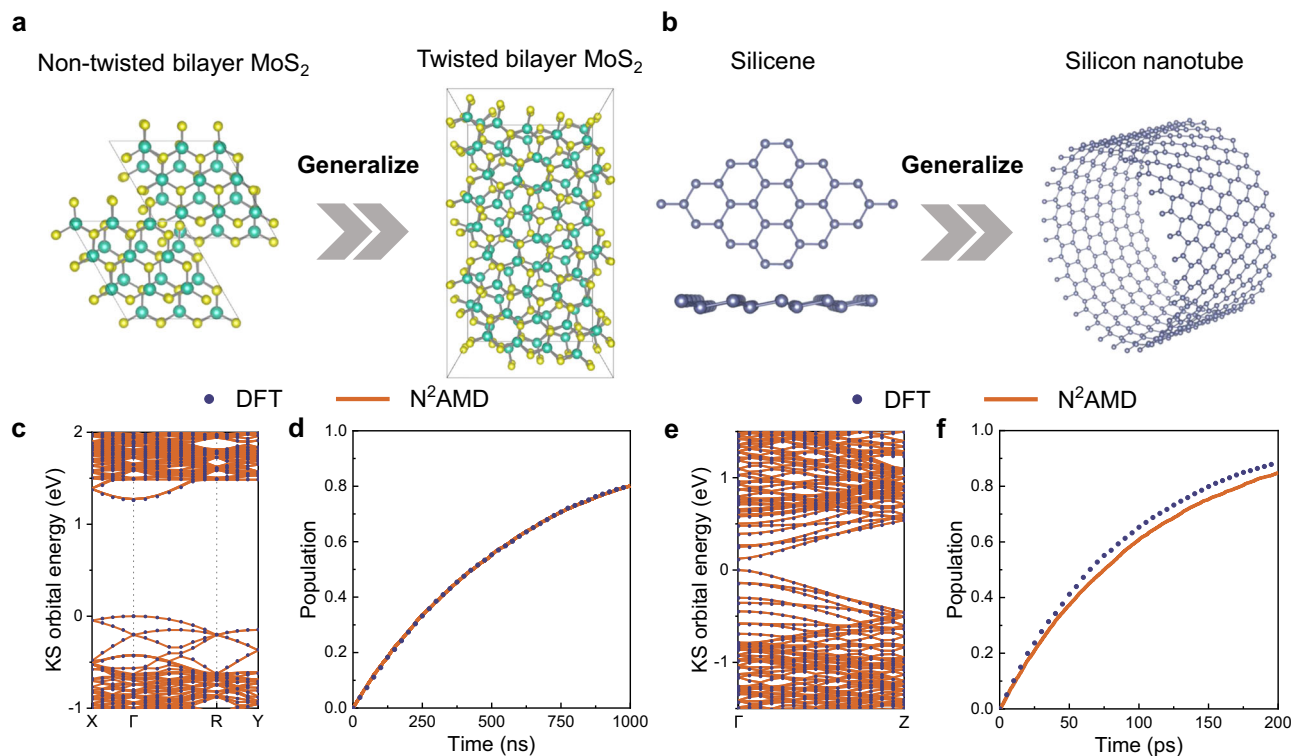 a
Non-twisted bilayer MoS₂
Generalize
Twisted bilayer MoS₂
b
Silicene
Generalize
Silicon nanotube
DFT
N²AMD
DFT
N²AMD
c
KS orbital energy (eV)
2
1
0
-1
X Γ R Y
d
Population
1.0
0.8
0.6
0.4
0.2
0.0
0 250 500 750 1000
Time (ns)
e
KS orbital energy (eV)
1
0
-1
Γ Z
f
Population
1.0
0.8
0.6
0.4
0.2
0.0
0 50 100 150 200
Time (ps)